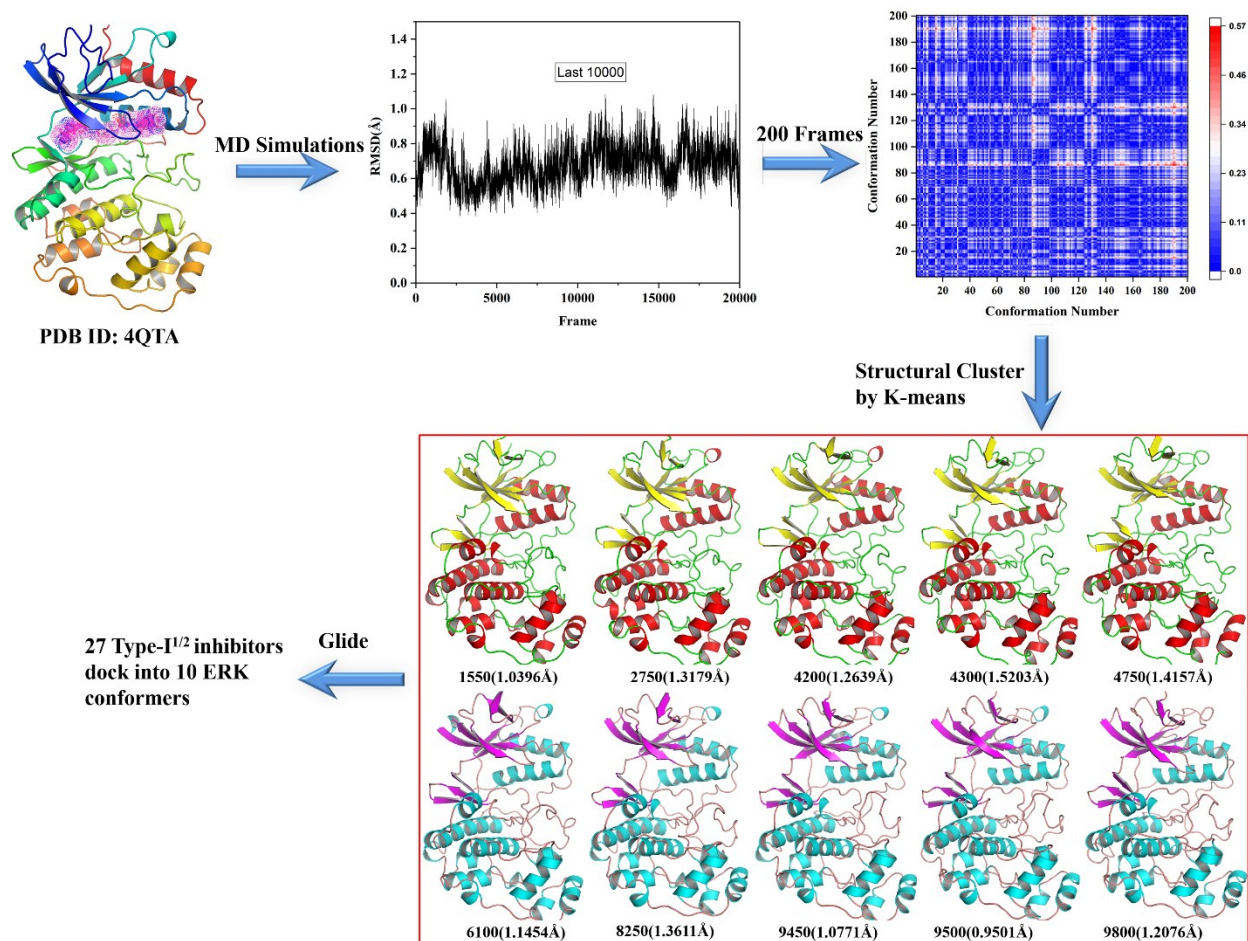 PDB ID: 4QTA
MD Simulations
RMSD(Å)
1.4
1.2
1.0
0.8
0.6
0.4
0.2
0.0
Last 10000
0 5000 10000 15000 20000
Frame
200 Frames
Conformation Number
200
180
160
140
120
100
80
60
40
20
20 40 60 80 100 120 140 160 180 200
Conformation Number
0.57
0.46
0.34
0.23
0.11
0.0
Structural Cluster
by K-means
1550(1.0396Å) 2750(1.3179Å) 4200(1.2639Å) 4300(1.5203Å) 4750(1.4157Å)
6100(1.1454Å) 8250(1.3611Å) 9450(1.0771Å) 9500(0.9501Å) 9800(1.2076Å)
Glide
27 Type-I1/2 inhibitors
dock into 10 ERK
conformers